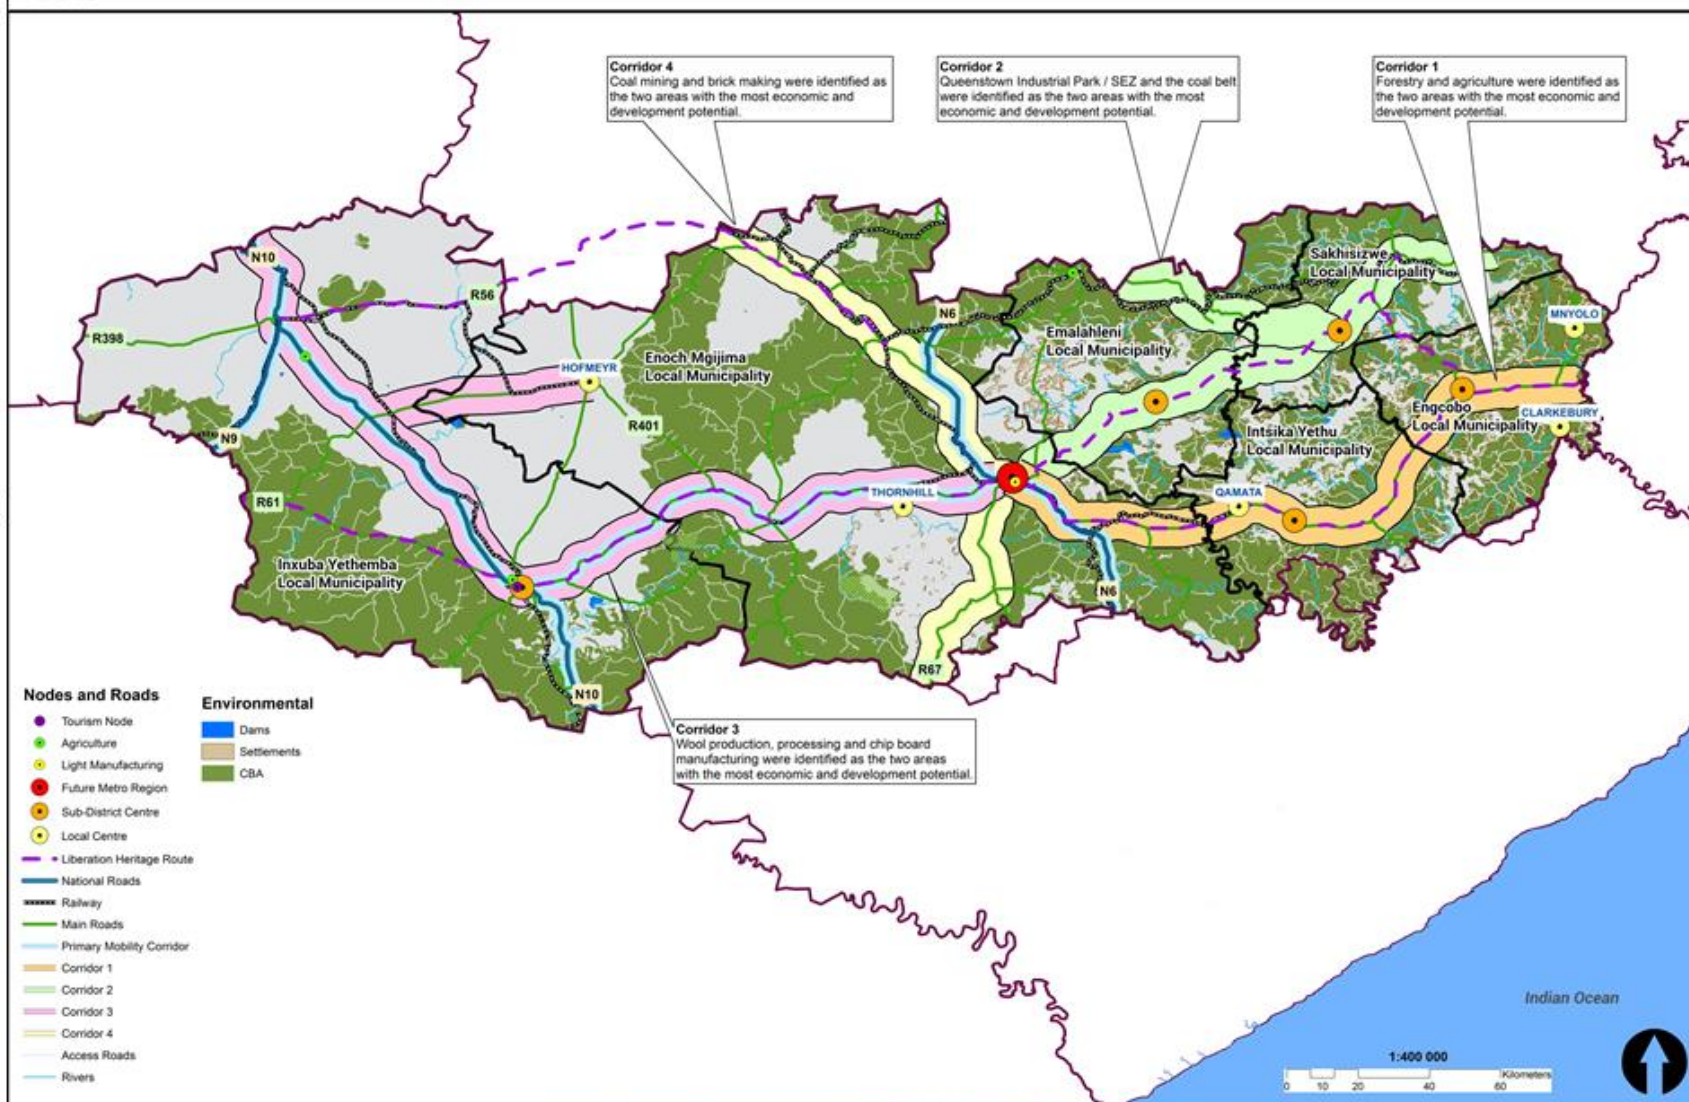 Corridor 4
Coal mining and brick making were identified as
the two areas with the most economic and
development potential.
Corridor 2
Queenstown Industrial Park / SEZ and the coal belt
were identified as the two areas with the most
economic and development potential.
Corridor 1
Forestry and agriculture were identified as
the two areas with the most economic and
development potential.
N10
R56
R398
N9
R61
HOFMEYR
R401
Enoch Mgijima
Local Municipality
N6
Emalahleni
Local Municipality
Sakhisizwe
Local Municipality
MNYOLO
Engcobo
Local Municipality
CLARKEBURY
Intsika Yethu
Local Municipality
THORNHILL
QAMATA
Inxuba Yethemba
Local Municipality
N6
R67
N10
Corridor 3
Wool production, processing and chip board
manufacturing were identified as the two areas
with the most economic and development potential.
Nodes and Roads
Tourism Node
Agriculture
Light Manufacturing
Future Metro Region
Sub-District Centre
Local Centre
Liberation Heritage Route
National Roads
Railway
Main Roads
Primary Mobility Corridor
Corridor 1
Corridor 2
Corridor 3
Corridor 4
Access Roads
Rivers
Environmental
Dams
Settlements
CBA
Indian Ocean
1:400 000
Kilometers
0 10 20 40 60